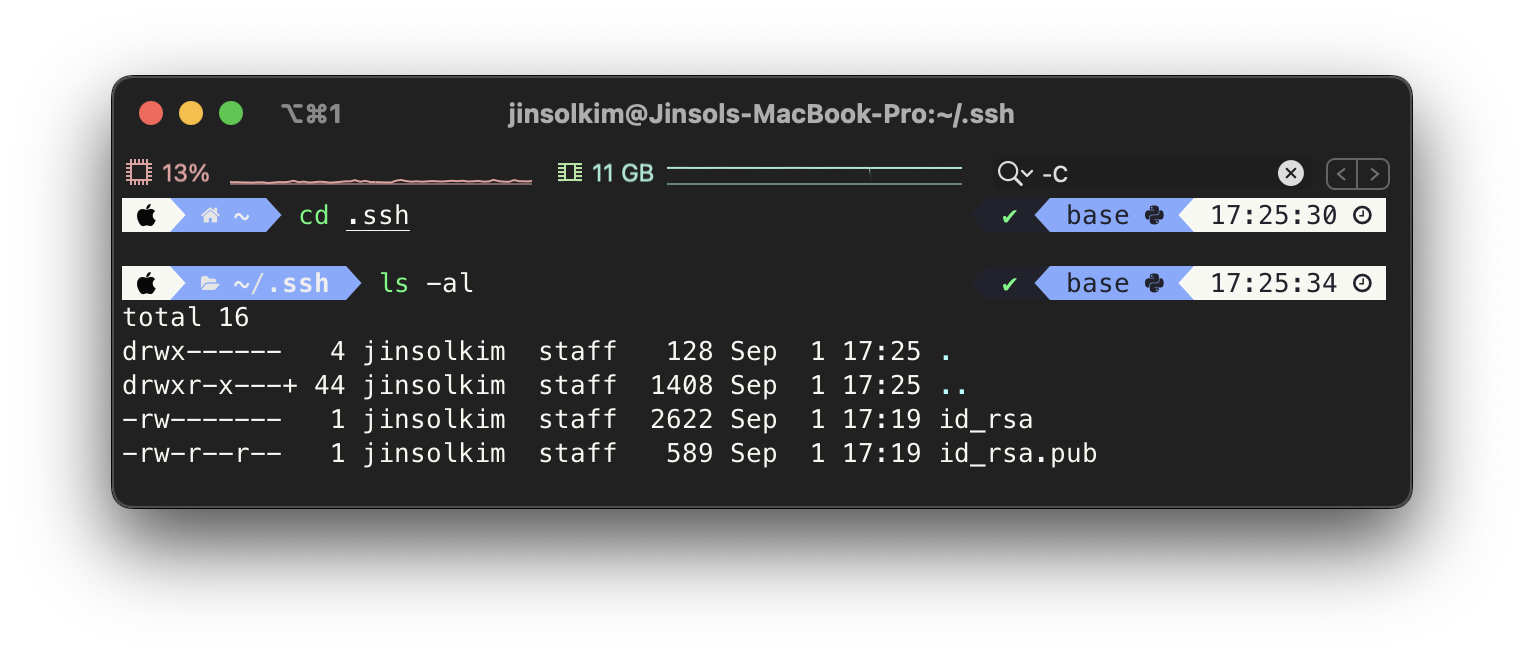 ⌥⌘1 jinsolkim@Jinsols-MacBook-Pro:~/.ssh
13% 11 GB -C
~ cd .ssh ✔ base 17:25:30
~/.ssh ls -al ✔ base 17:25:34
total 16
drwx------   4 jinsolkim  staff   128 Sep  1 17:25 .
drwxr-x---+ 44 jinsolkim  staff  1408 Sep  1 17:25 ..
-rw-------   1 jinsolkim  staff  2622 Sep  1 17:19 id_rsa
-rw-r--r--   1 jinsolkim  staff   589 Sep  1 17:19 id_rsa.pub